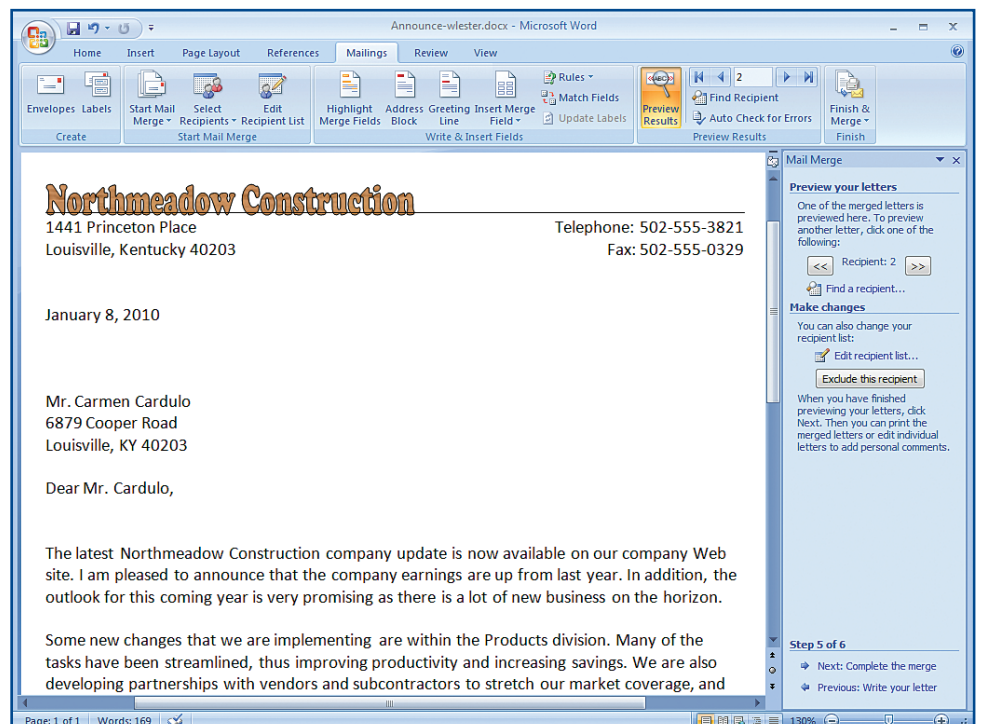 Announce-wlester.docx - Microsoft Word
Home Insert Page Layout References Mailings Review View
Envelopes Labels
Create
Start Mail Merge Select Recipients Edit Recipient List
Start Mail Merge
Highlight Merge Fields Address Block Greeting Line Insert Merge Field
Rules
Match Fields
Update Labels
Write & Insert Fields
«ABC»
Preview Results
2
Find Recipient
Auto Check for Errors
Preview Results
Finish & Merge
Finish
Northmeadow Construction
1441 Princeton Place Telephone: 502-555-3821
Louisville, Kentucky 40203 Fax: 502-555-0329
January 8, 2010
Mr. Carmen Cardulo
6879 Cooper Road
Louisville, KY 40203
Dear Mr. Cardulo,
The latest Northmeadow Construction company update is now available on our company Web
site. I am pleased to announce that the company earnings are up from last year. In addition, the
outlook for this coming year is very promising as there is a lot of new business on the horizon.
Some new changes that we are implementing are within the Products division. Many of the
tasks have been streamlined, thus improving productivity and increasing savings. We are also
developing partnerships with vendors and subcontractors to stretch our market coverage, and
Mail Merge
Preview your letters
One of the merged letters is
previewed here. To preview
another letter, click one of the
following:
<< Recipient: 2 >>
Find a recipient...
Make changes
You can also change your
recipient list:
Edit recipient list...
Exclude this recipient
When you have finished
previewing your letters, click
Next. Then you can print the
merged letters or edit individual
letters to add personal comments.
Step 5 of 6
Next: Complete the merge
Previous: Write your letter
Page: 1 of 1 Words: 169 130%